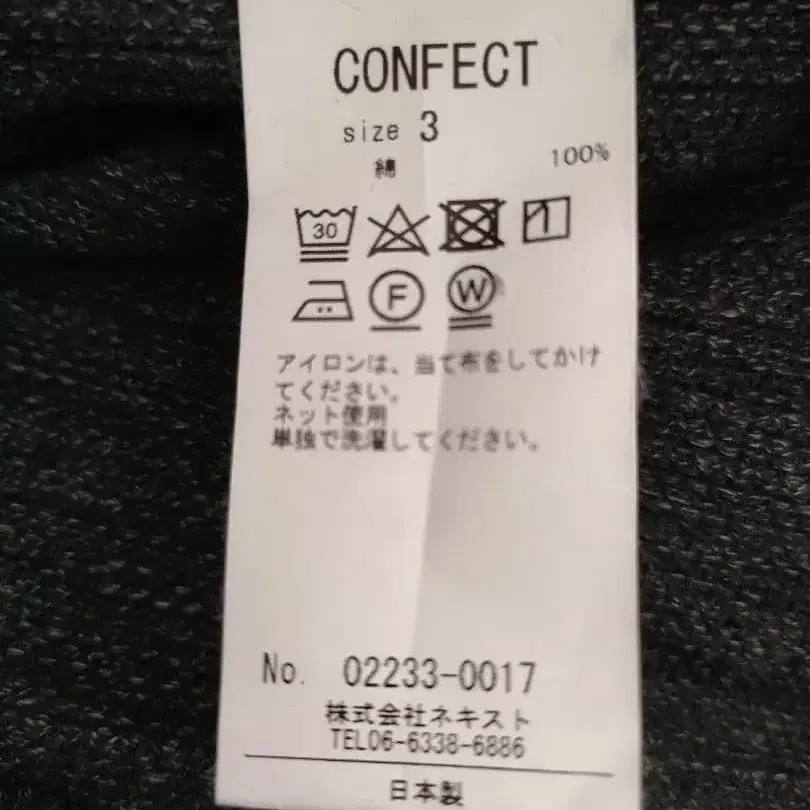 CONFECT
size 3
綿 100%
30
F W
アイロンは、当て布をしてかけ
てください。
ネット使用
単独で洗濯してください。
No. 02233-0017
株式会社ネキスト
TEL06-6338-6886
日本製